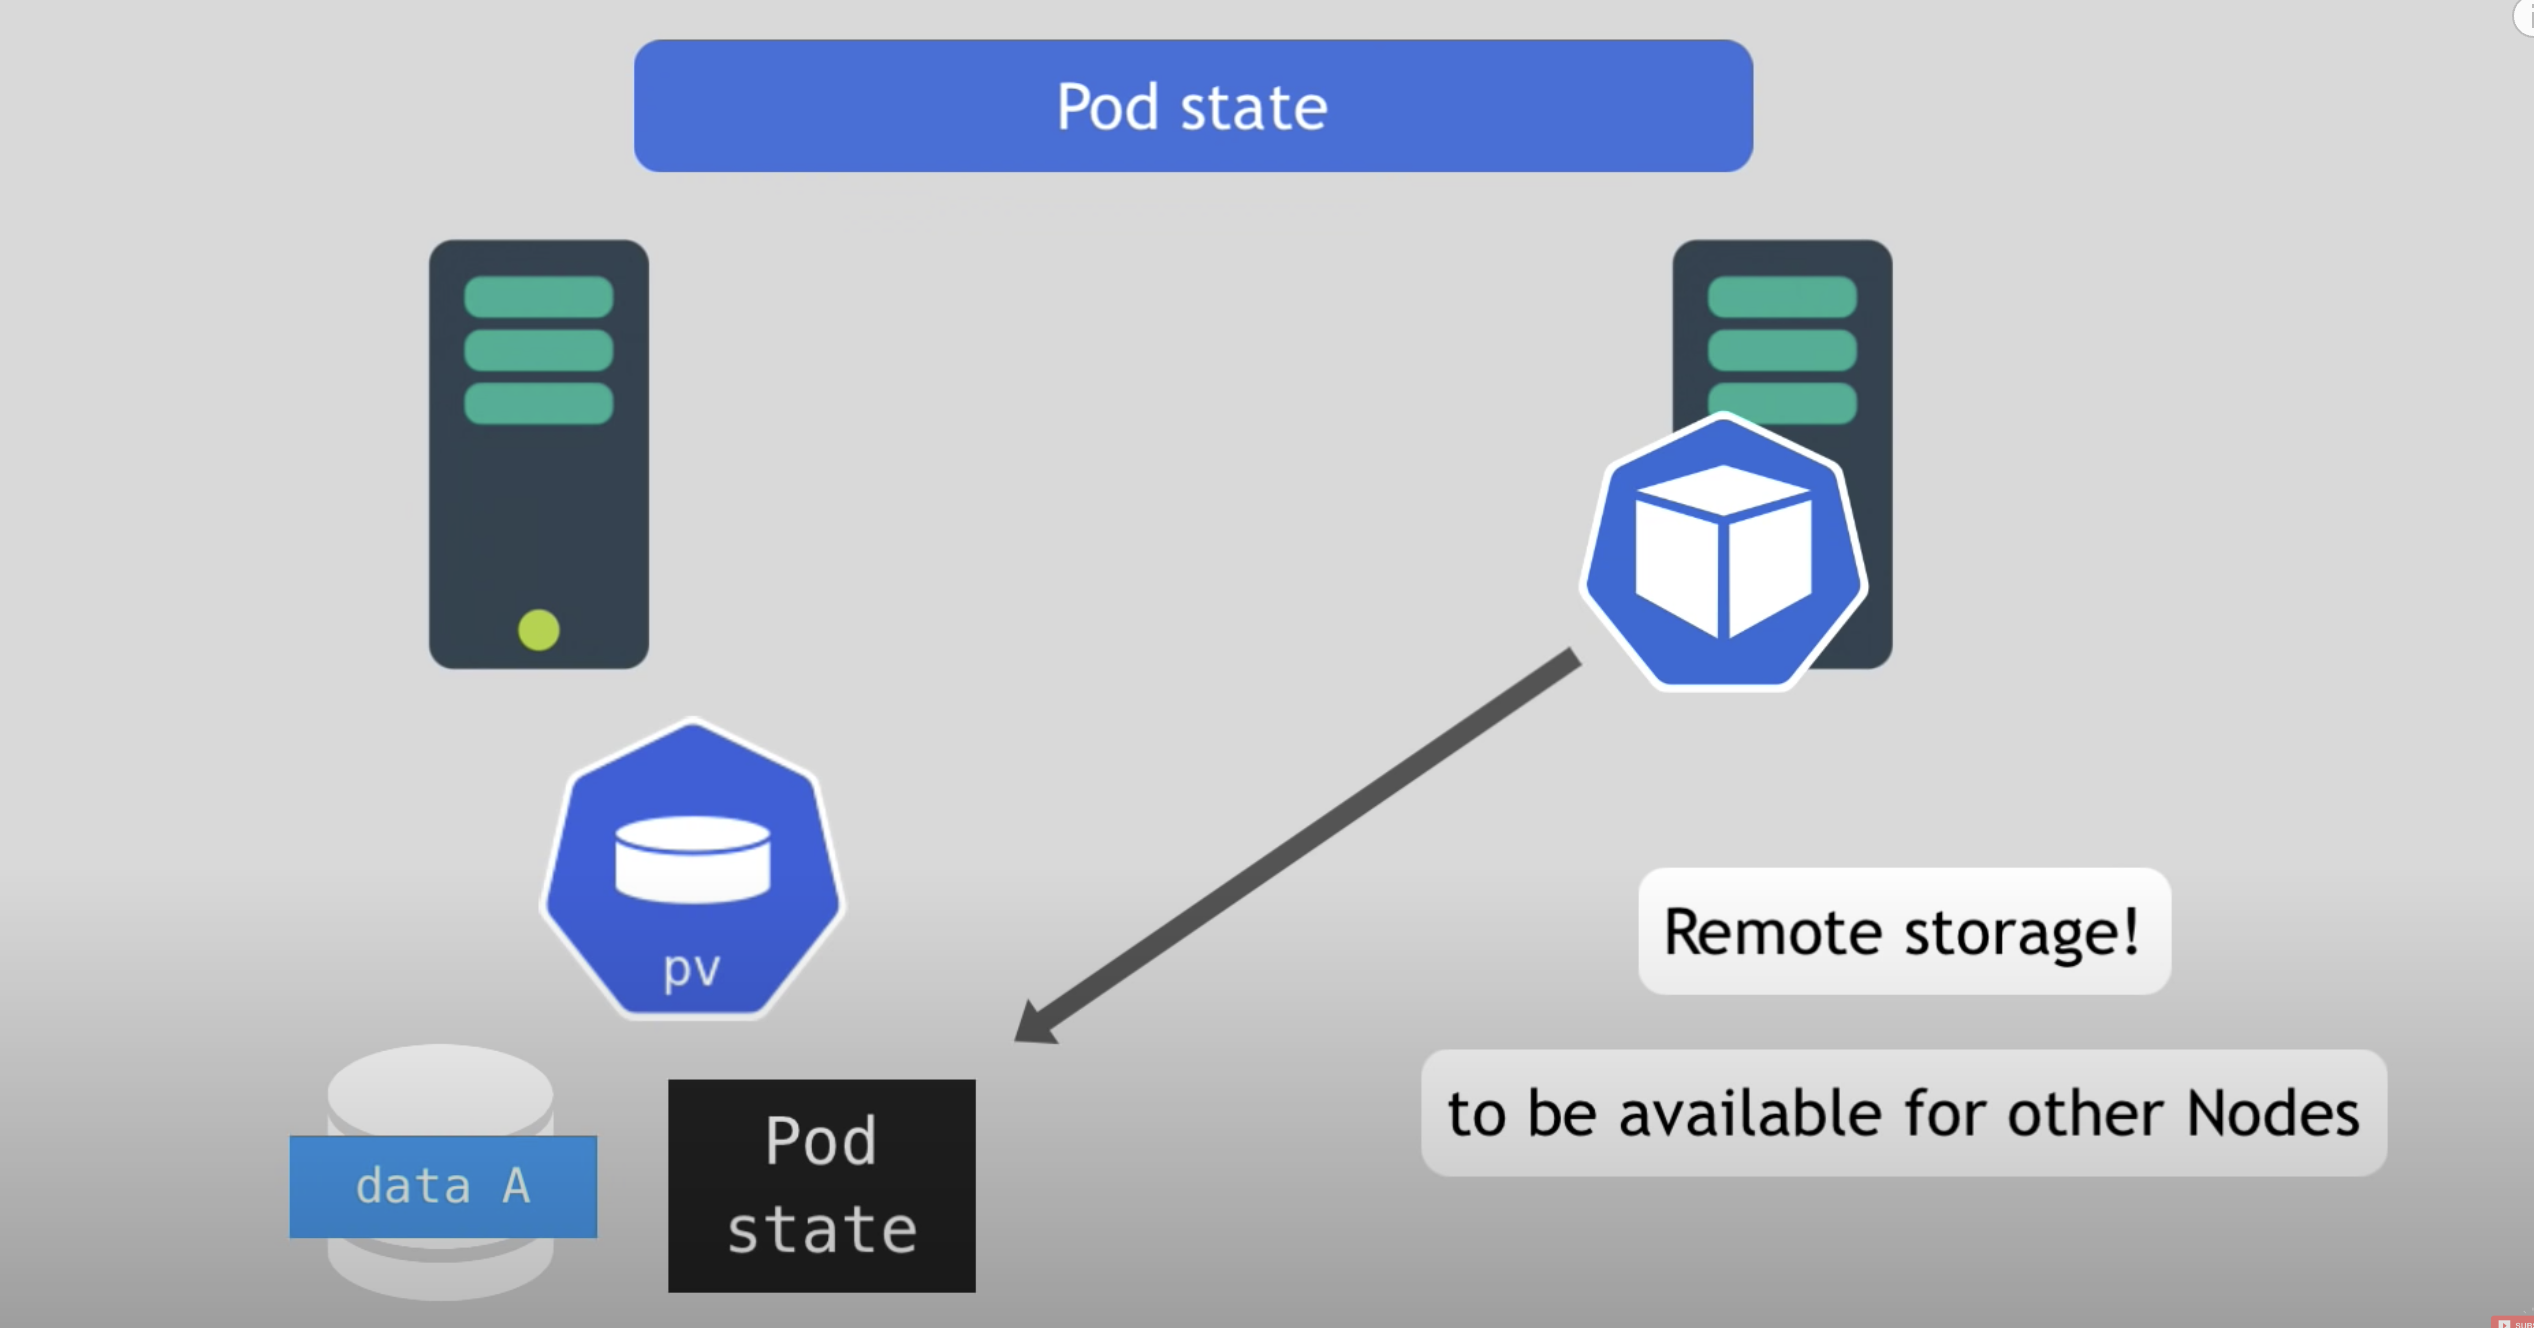 Pod state
pv
Remote storage!
to be available for other Nodes
data A
Pod
state